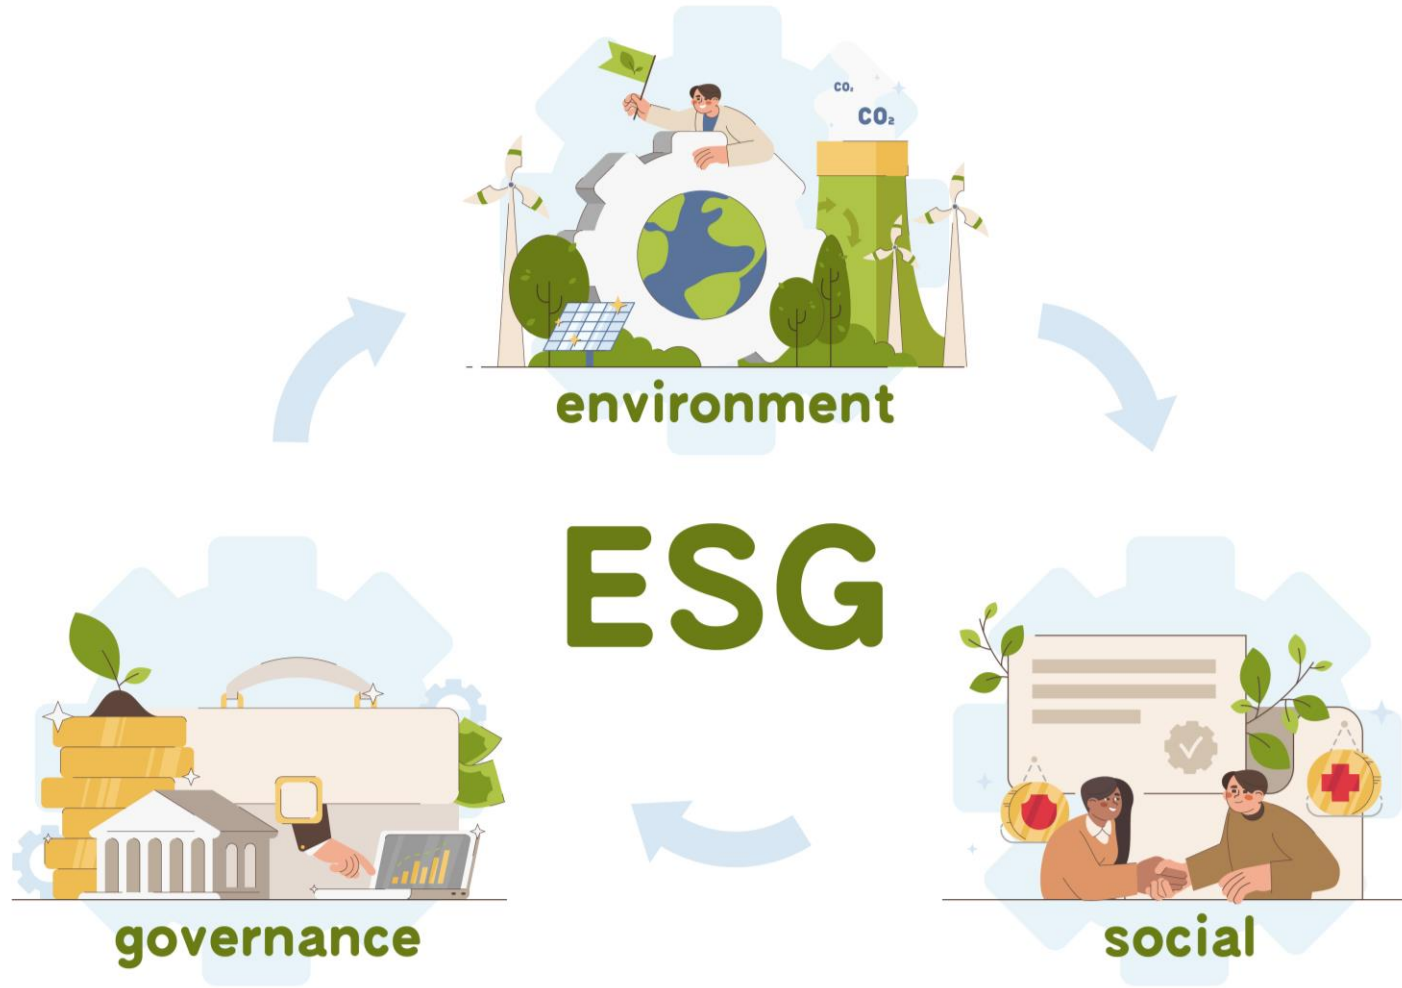 CO₂
CO₂
environment
ESG
governance
social